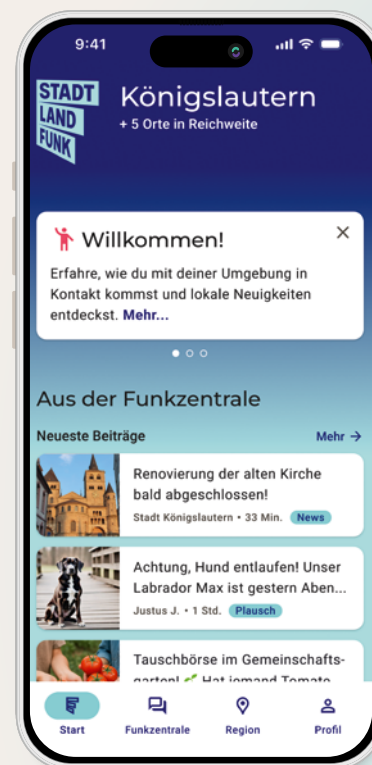 9:41
STADT
LAND
FUNK
Königslautern
+ 5 Orte in Reichweite
Willkommen!
Erfahre, wie du mit deiner Umgebung in
Kontakt kommst und lokale Neuigkeiten
entdeckst. Mehr...
Aus der Funkzentrale
Neueste Beiträge
Mehr →
Renovierung der alten Kirche
bald abgeschlossen!
Stadt Königslautern • 33 Min. News
Achtung, Hund entlaufen! Unser
Labrador Max ist gestern Aben...
Justus J. • 1 Std. Plausch
Tauschbörse im Gemeinschafts-
garten! 🌿 Hat jemand Tomate
Start
Funkzentrale
Region
Profil